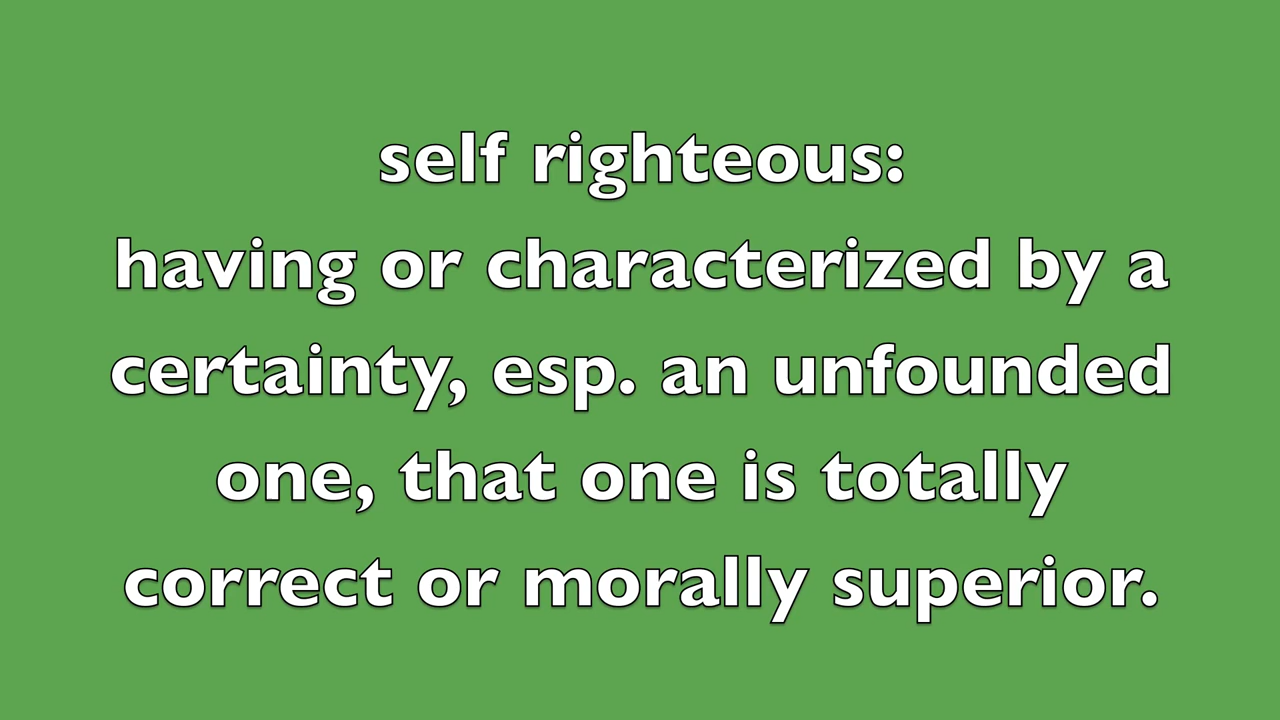 self righteous:
having or characterized by a
certainty, esp. an unfounded
one, that one is totally
correct or morally superior.